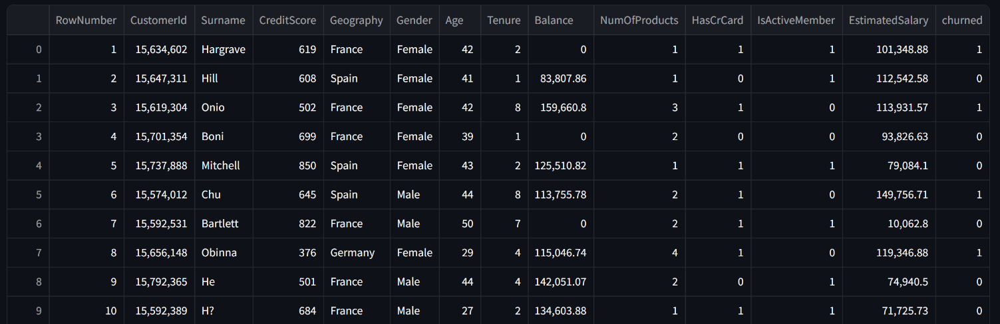 RowNumber CustomerId Surname CreditScore Geography Gender Age Tenure Balance NumOfProducts HasCrCard IsActiveMember EstimatedSalary churned
0 1 15,634,602 Hargrave 619 France Female 42 2 0 1 1 1 101,348.88 1
1 2 15,647,311 Hill 608 Spain Female 41 1 83,807.86 1 0 1 112,542.58 0
2 3 15,619,304 Onio 502 France Female 42 8 159,660.8 3 1 0 113,931.57 1
3 4 15,701,354 Boni 699 France Female 39 1 0 2 0 0 93,826.63 0
4 5 15,737,888 Mitchell 850 Spain Female 43 2 125,510.82 1 1 1 79,084.1 0
5 6 15,574,012 Chu 645 Spain Male 44 8 113,755.78 2 1 0 149,756.71 1
6 7 15,592,531 Bartlett 822 France Male 50 7 0 2 1 1 10,062.8 0
7 8 15,656,148 Obinna 376 Germany Female 29 4 115,046.74 4 1 0 119,346.88 1
8 9 15,792,365 He 501 France Male 44 4 142,051.07 2 0 1 74,940.5 0
9 10 15,592,389 H? 684 France Male 27 2 134,603.88 1 1 1 71,725.73 0